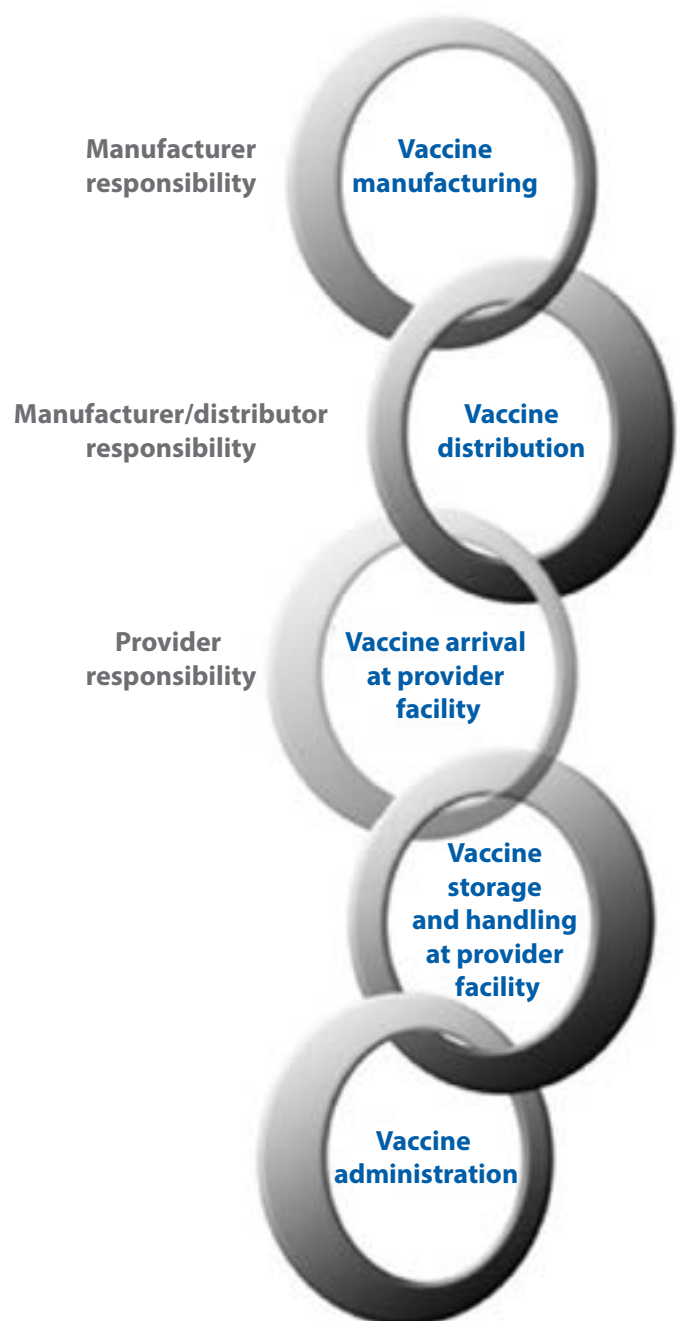 Manufacturer
responsibility
Vaccine
manufacturing
Manufacturer/distributor
responsibility
Vaccine
distribution
Provider
responsibility
Vaccine arrival
at provider
facility
Vaccine
storage
and handling
at provider
facility
Vaccine
administration